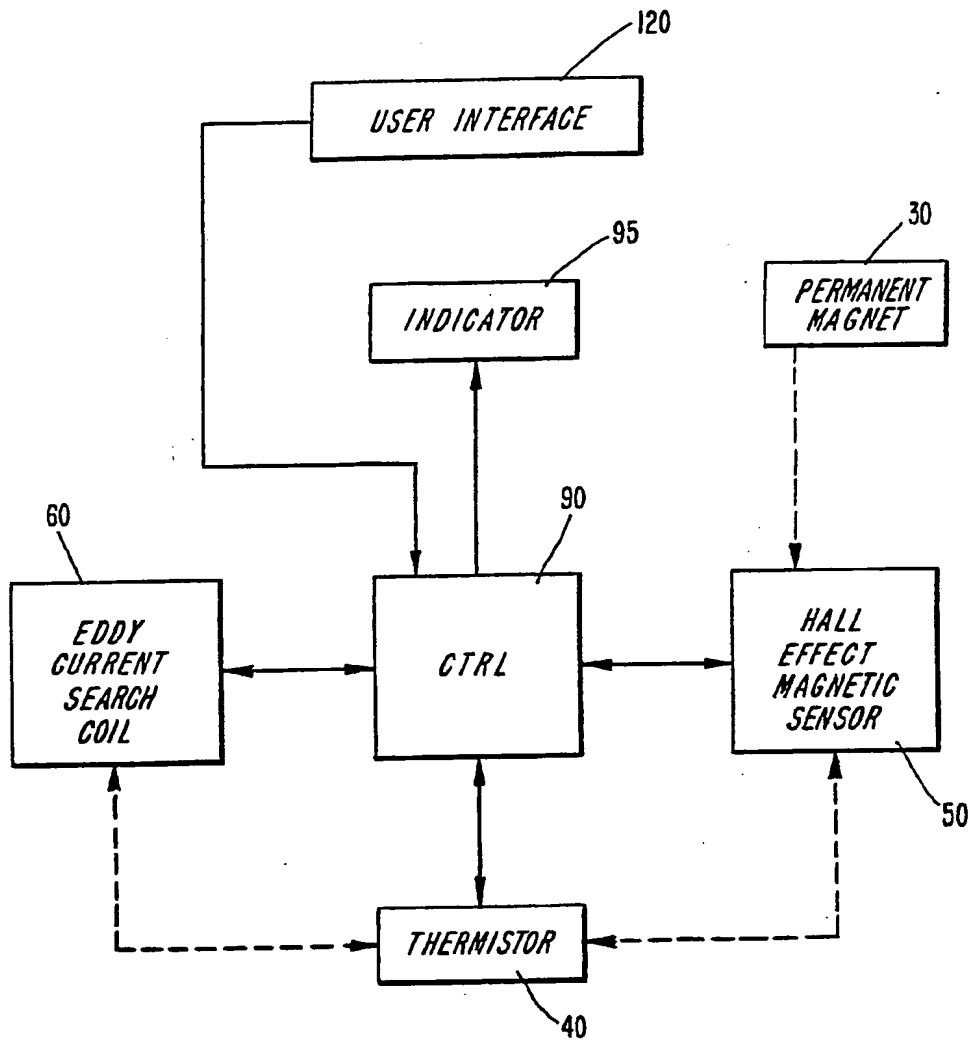 120
USER INTERFACE
30
95
PERMANENT
MAGNET
INDICATOR
60
90
EDDY
CURRENT
SEARCH
COIL
CTRL
HALL
EFFECT
MAGNETIC
SENSOR
50
THERMISTOR
40